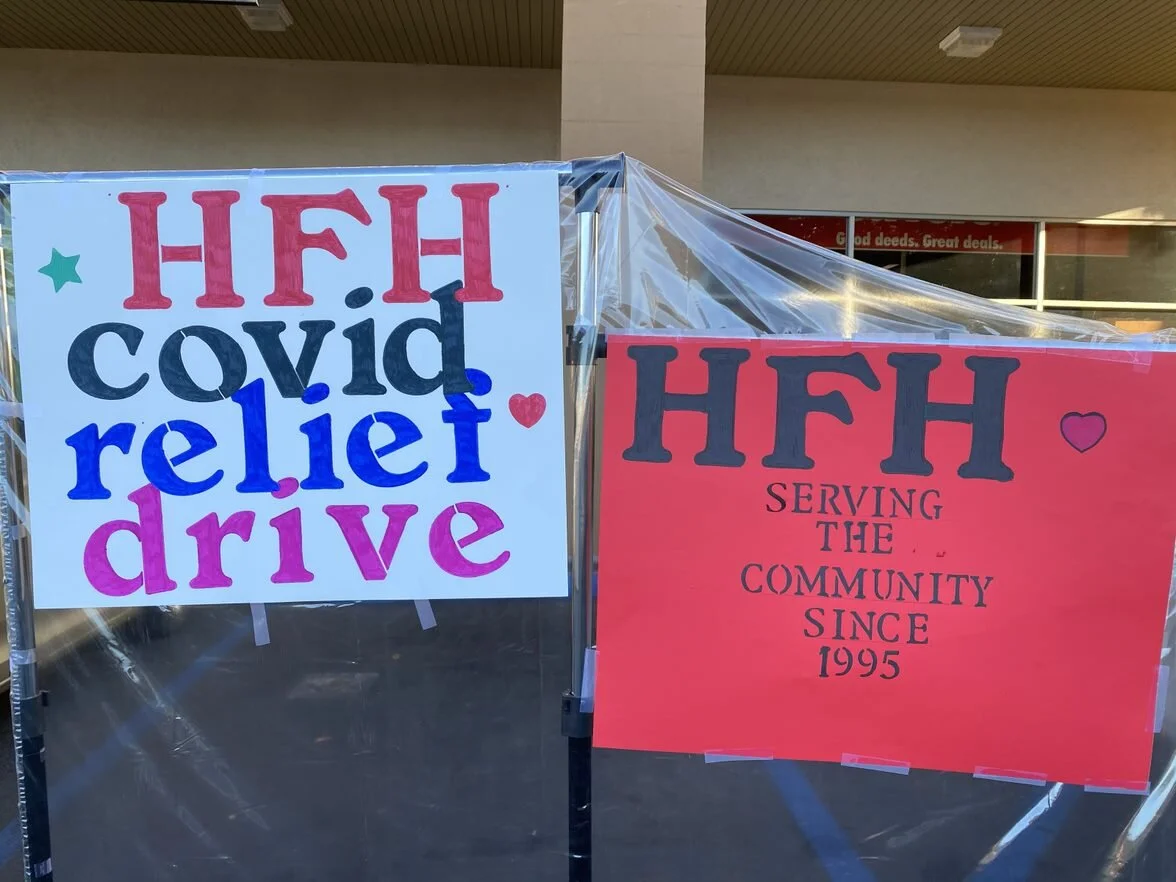 HFH
covid
relief
drive
Good deeds. Great deals.
HFH
SERVING
THE
COMMUNITY
SINCE
1995